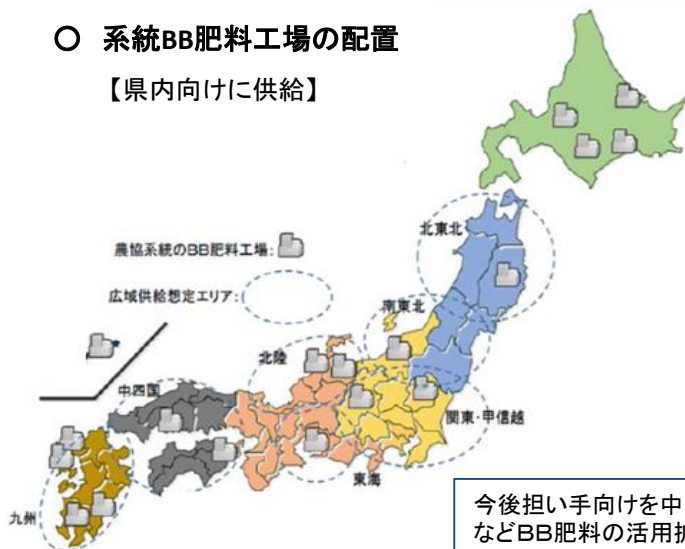 ○ 系統BB肥料工場の配置
【県内向けに供給】
農協系統のBB肥料工場:
広域供給想定エリア:
北東北
南東北
北陸
中四国
関東・甲信越
東海
九州
今後担い手向けを中
などBB肥料の活用拡